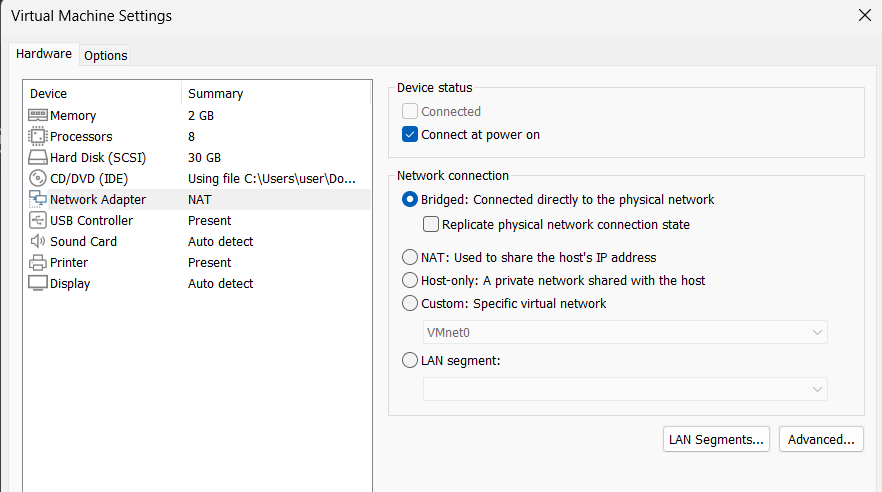 Virtual Machine Settings
Hardware Options
Device Summary
Memory 2 GB
Processors 8
Hard Disk (SCSI) 30 GB
CD/DVD (IDE) Using file C:\Users\user\Do...
Network Adapter NAT
USB Controller Present
Sound Card Auto detect
Printer Present
Display Auto detect
Device status
Connected
Connect at power on
Network connection
Bridged: Connected directly to the physical network
Replicate physical network connection state
NAT: Used to share the host's IP address
Host-only: A private network shared with the host
Custom: Specific virtual network
VMnet0
LAN segment:
LAN Segments... Advanced...